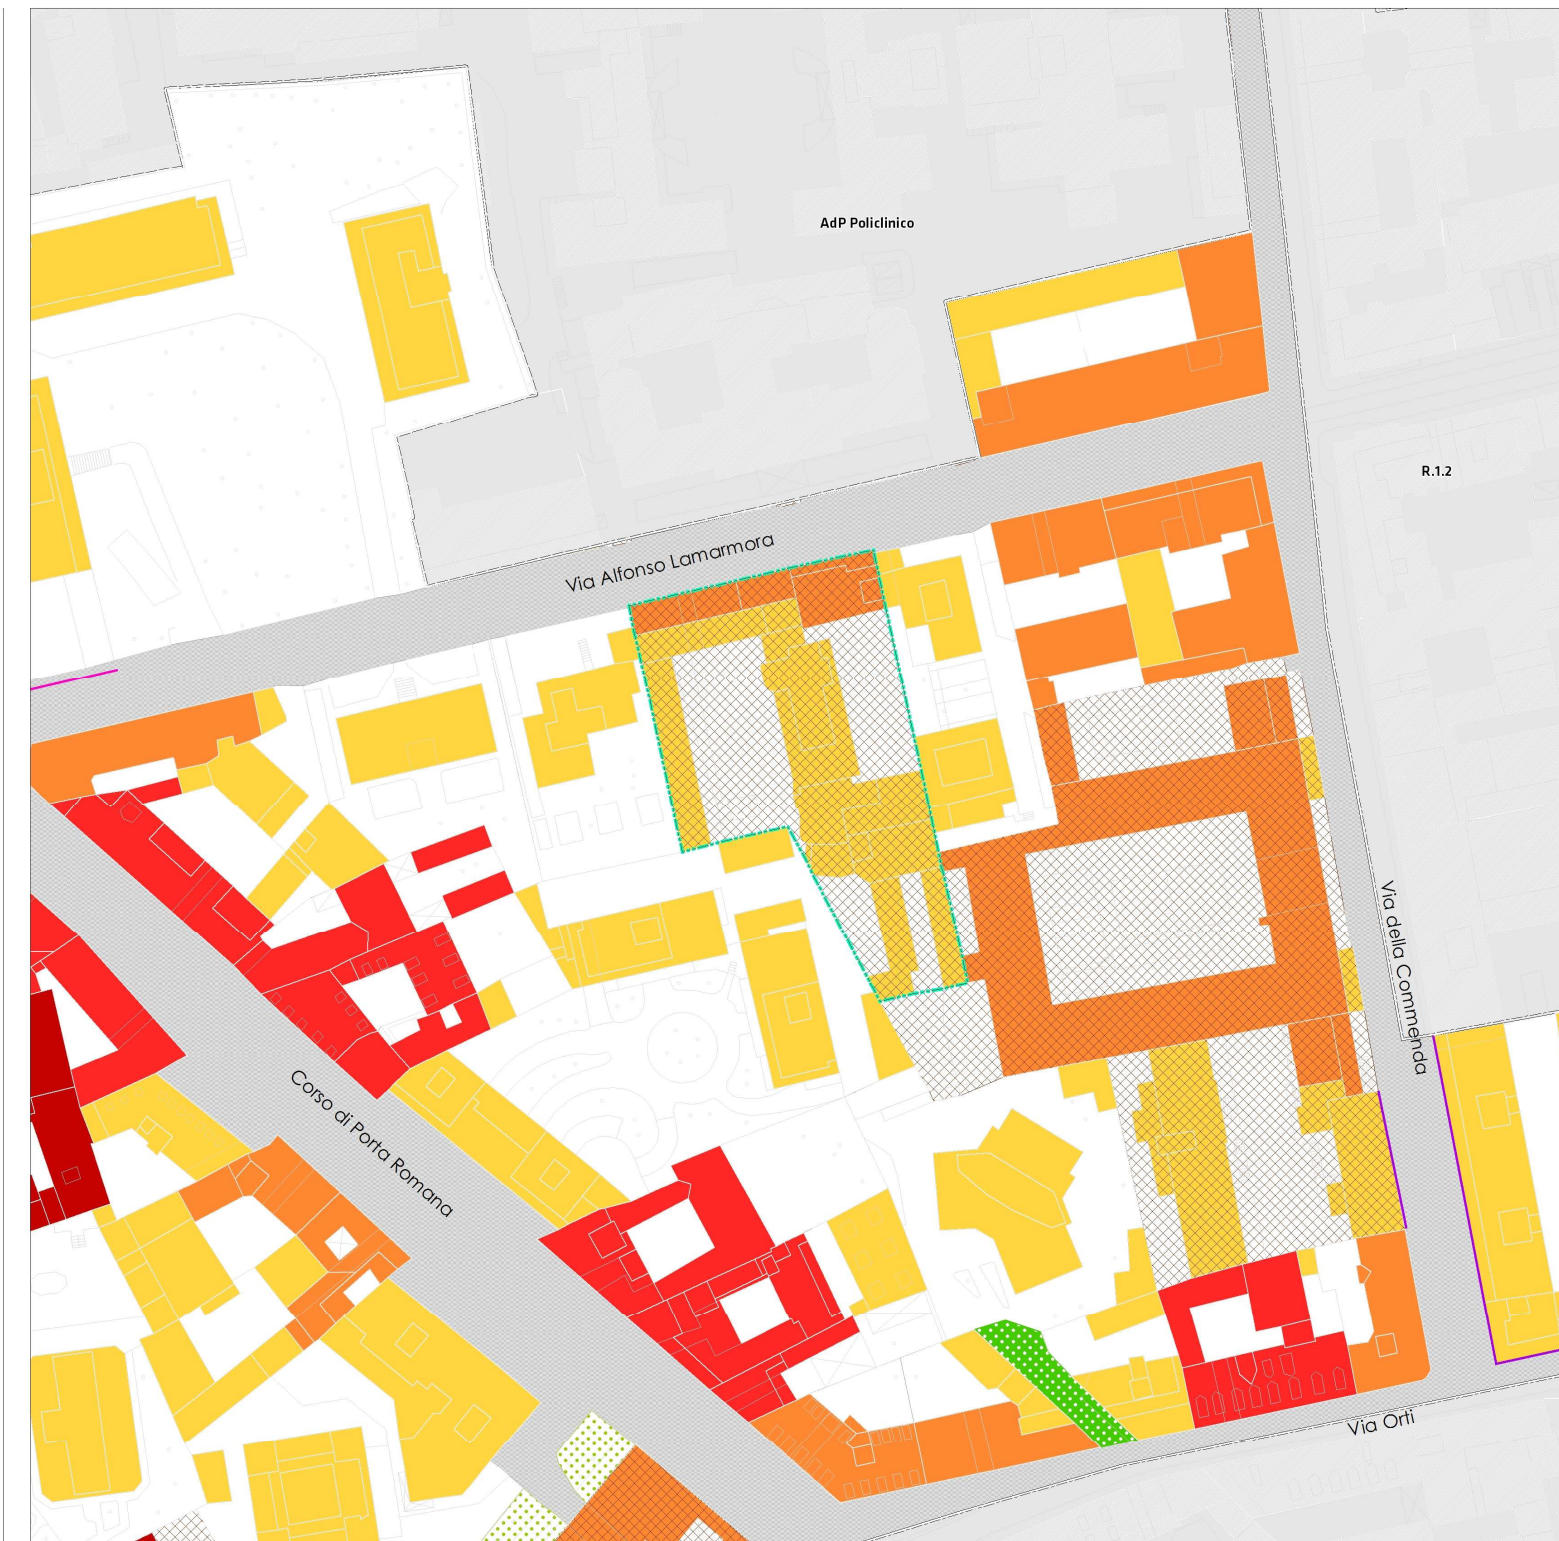 AdP Policlinico
R.1.2
Via Alfonso Lamarmora
Via della Commenda
Corso di Porta Romana
Via Orti